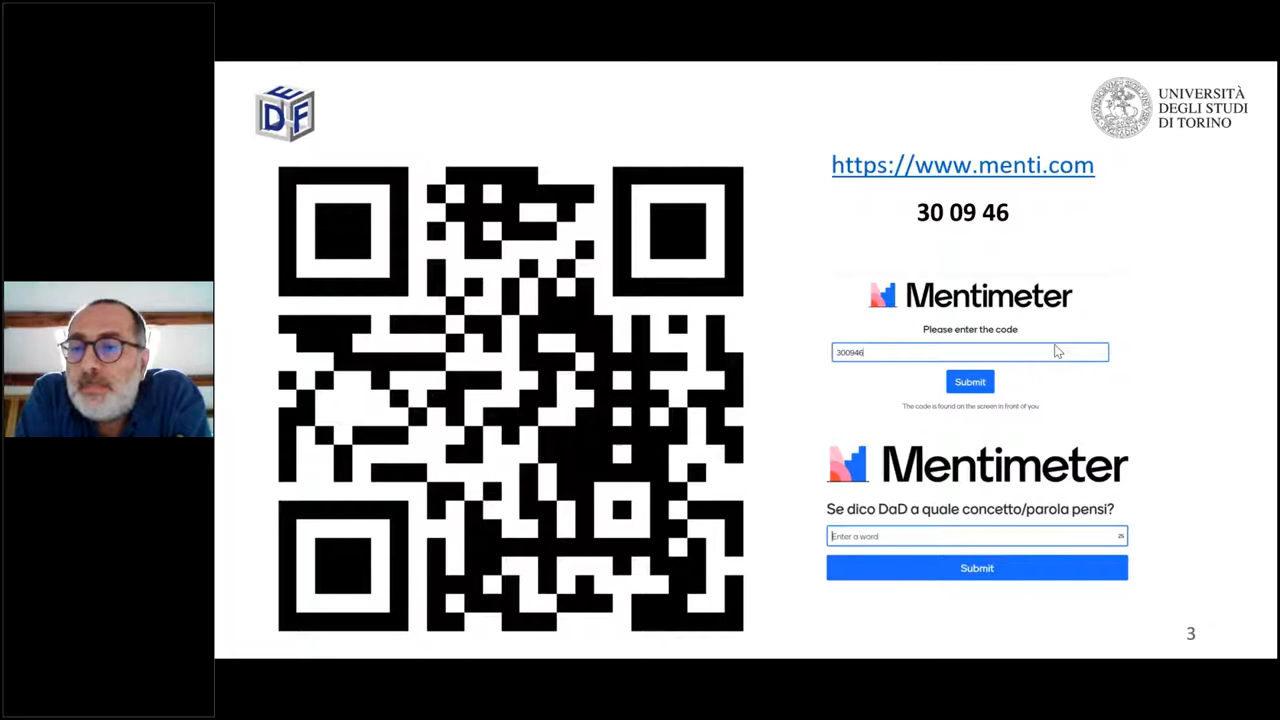 EDF
UNIVERSITÀ
DEGLI STUDI
DI TORINO
https://www.menti.com
30 09 46
Mentimeter
Please enter the code
300946
Submit
The code is found on the screen in front of you
Mentimeter
Se dico DaD a quale concetto/parola pensi?
Enter a word
25
Submit
3